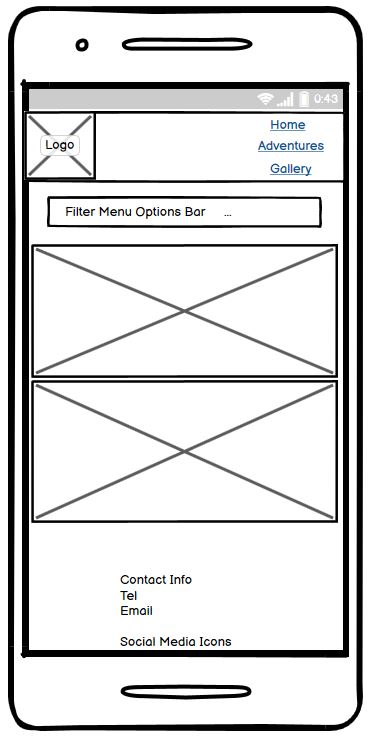 0:43
Logo
Home
Adventures
Gallery
Filter Menu Options Bar ...
Contact Info
Tel
Email
Social Media Icons